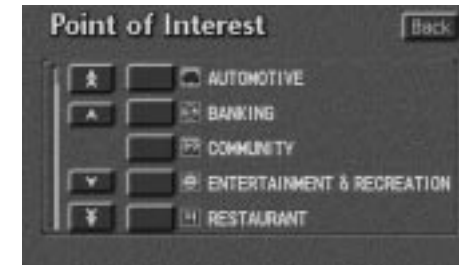 Point of Interest
Back
AUTOMOTIVE
BANKING
COMMUNITY
ENTERTAINMENT & RECREATION
RESTAURANT